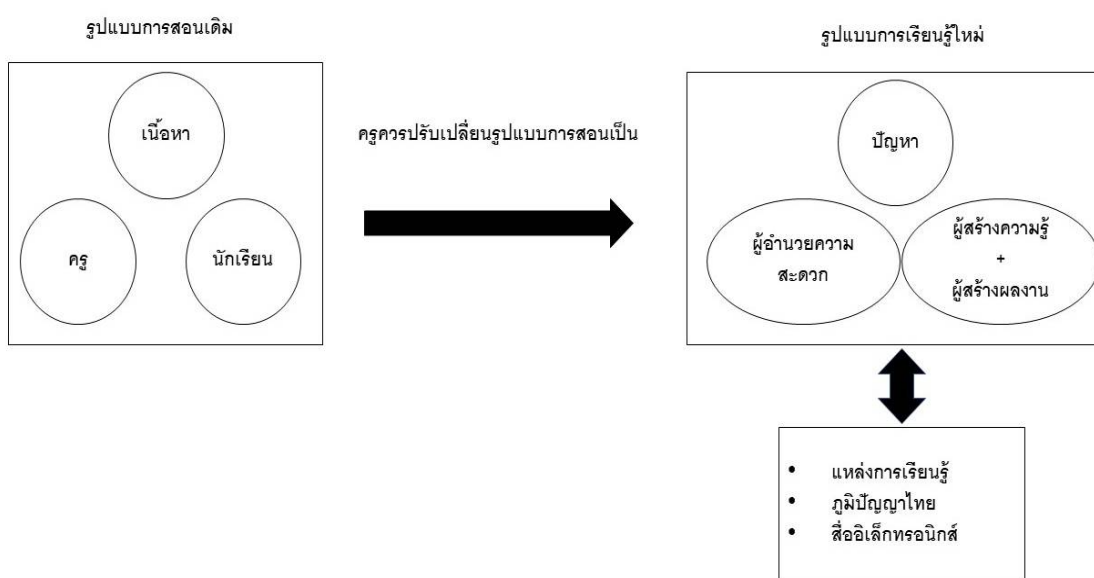 รูปแบบการสอนเดิม
เนื้อหา
ครู
นักเรียน
ครูควรปรับเปลี่ยนรูปแบบการสอนเป็น
รูปแบบการเรียนรู้ใหม่
ปัญหา
ผู้อำนวยความ
สะดวก
ผู้สร้างความรู้
+
ผู้สร้างผลงาน
• แหล่งการเรียนรู้
• ภูมิปัญญาไทย
• สื่ออิเล็กทรอนิกส์